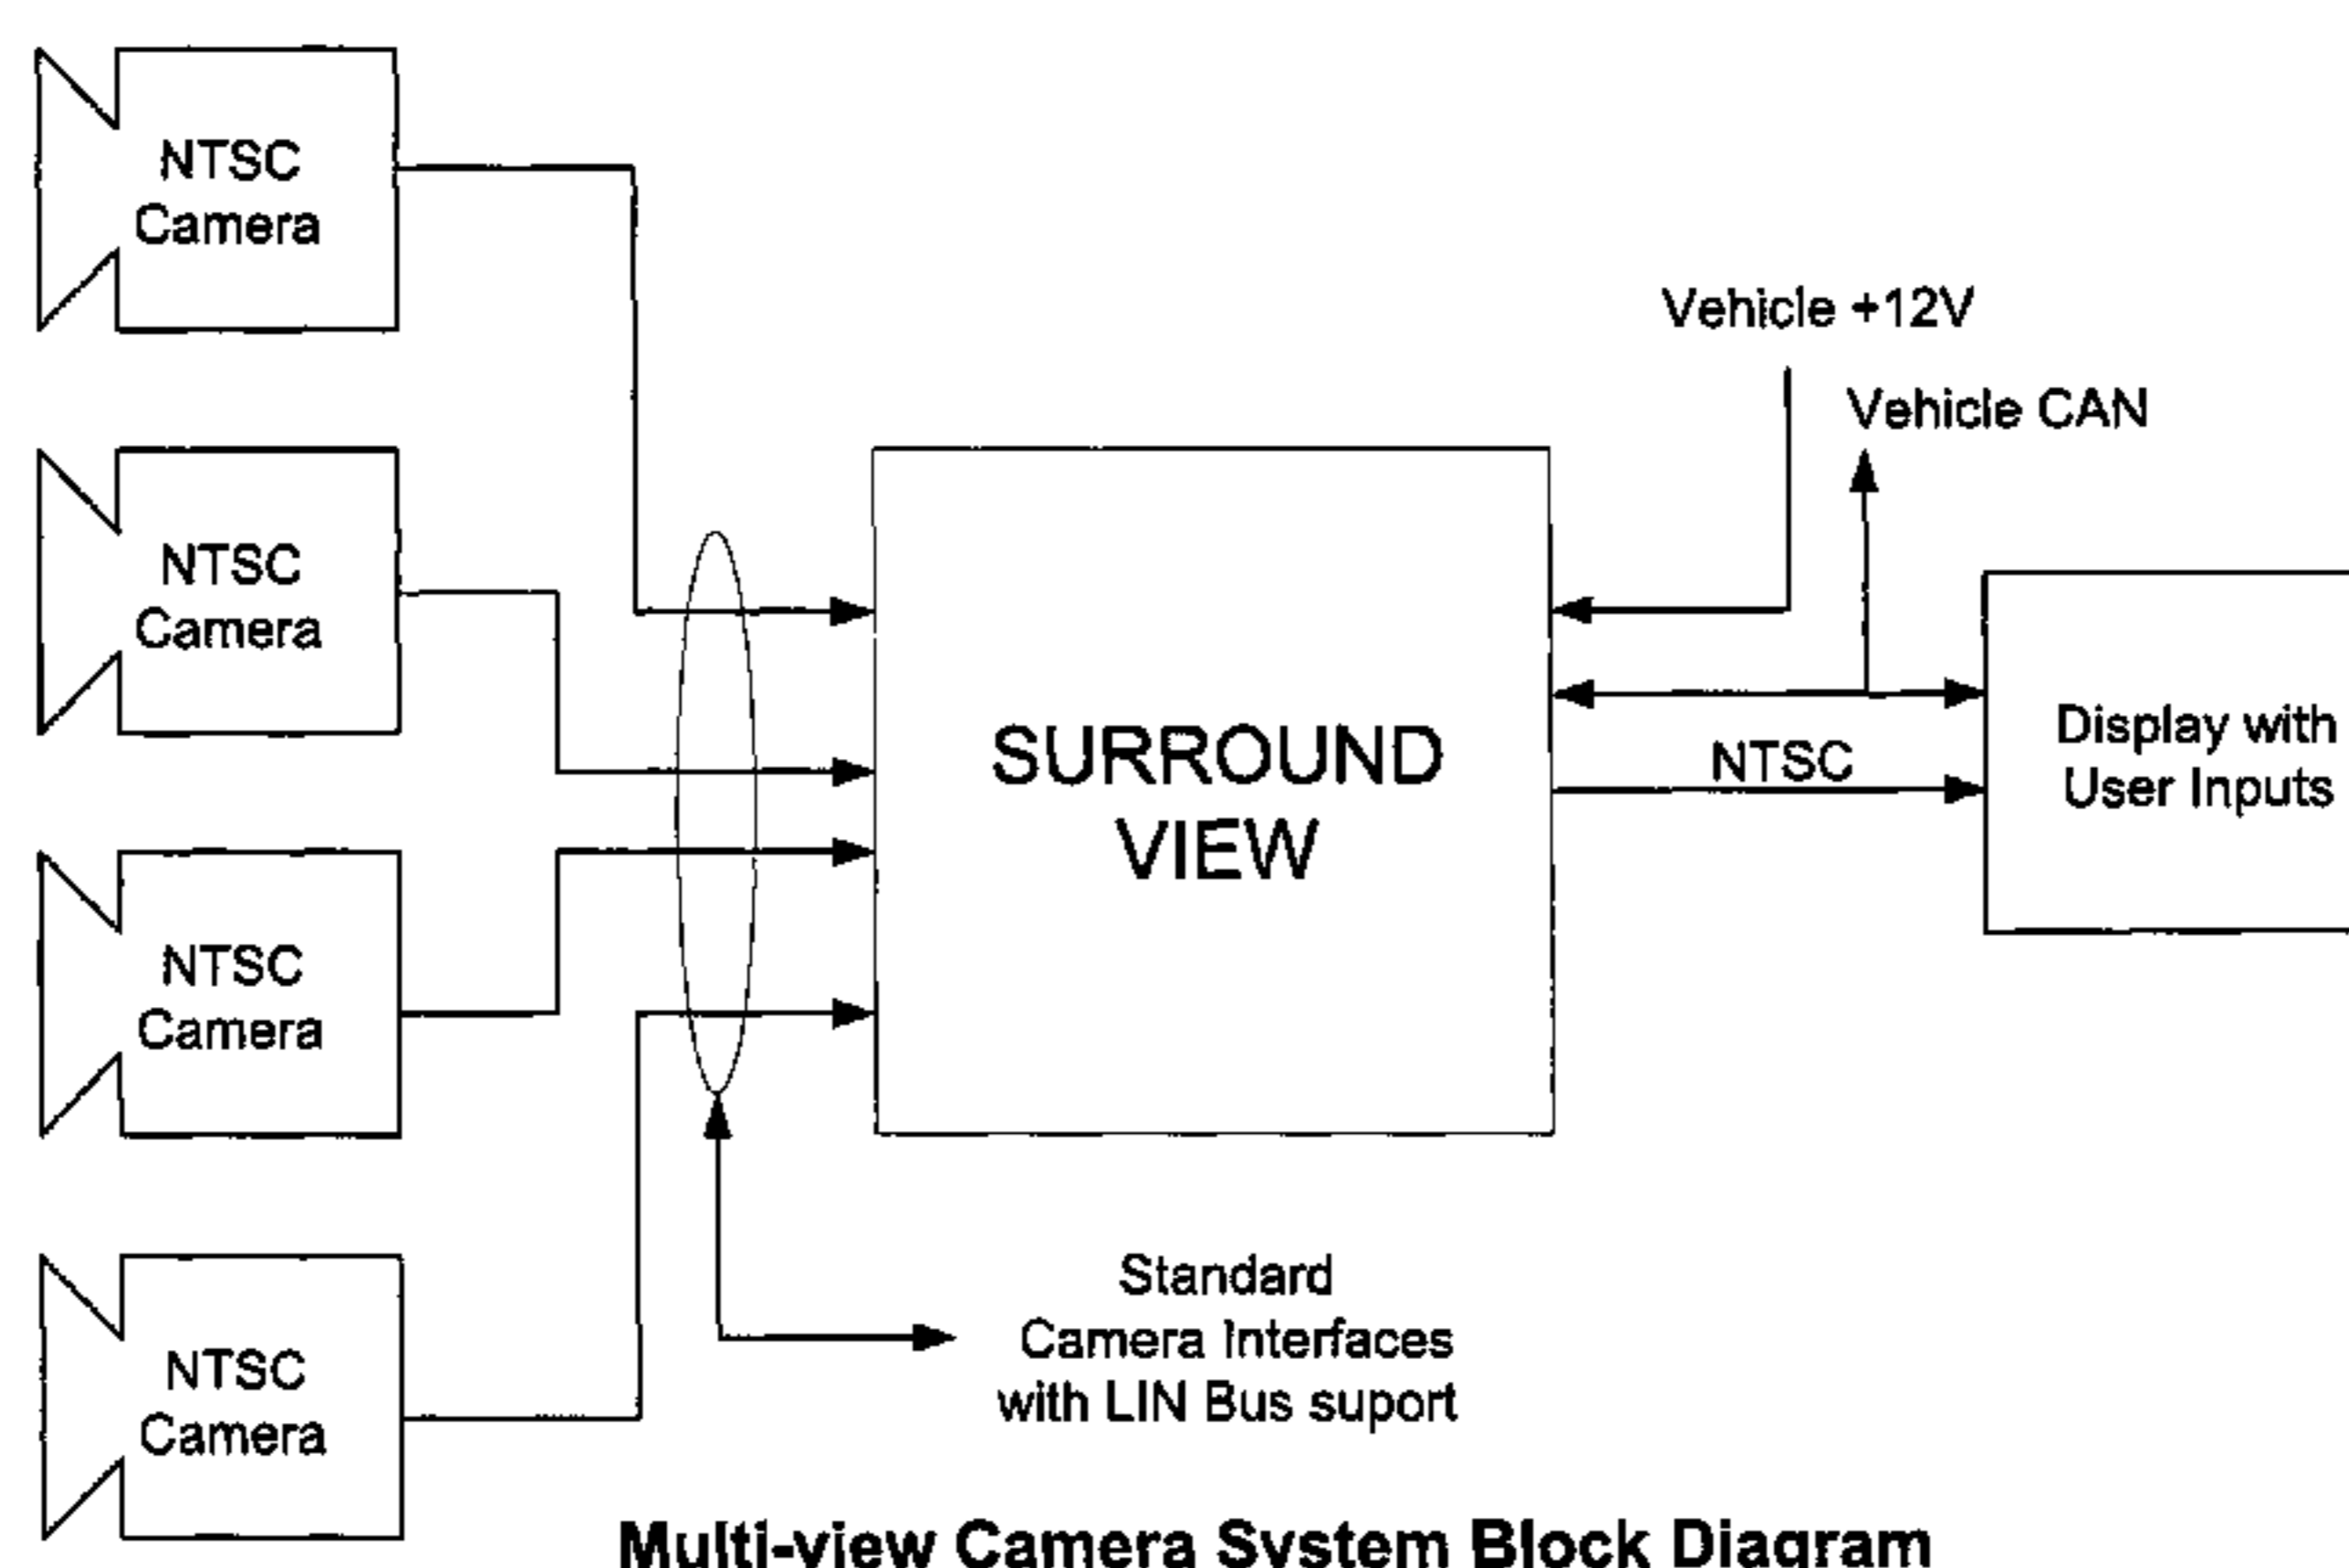 NTSC
Camera
NTSC
Camera
NTSC
Camera
NTSC
Camera
SURROUND
VIEW
Vehicle +12V
Vehicle CAN
NTSC
Display with
User Inputs
Standard
Camera Interfaces
with LIN Bus suport
Multi-view Camera System Block Diagram